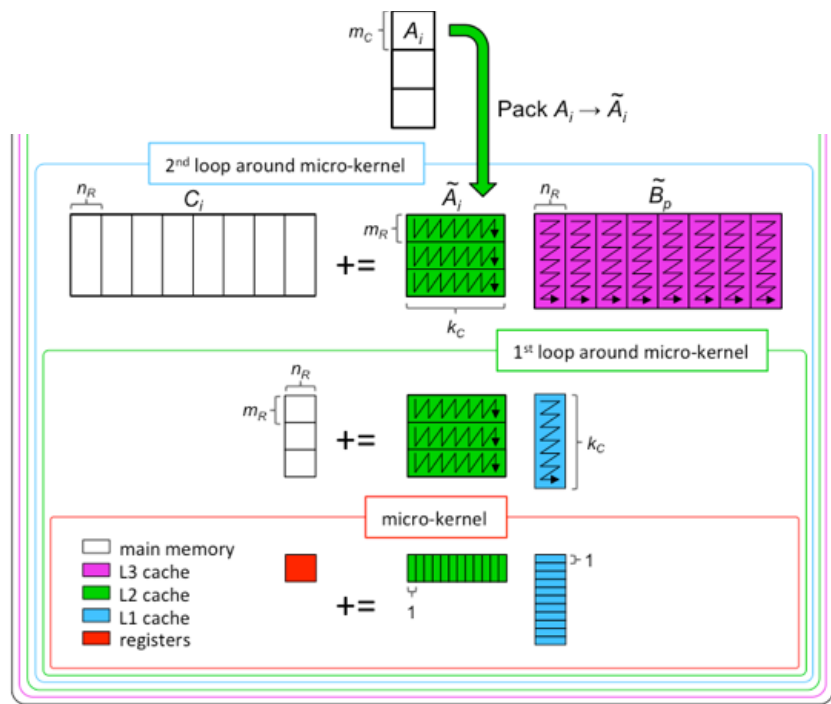 m_C A_i
Pack A_i → Ã_i
2nd loop around micro-kernel
n_R C_i Ã_i n_R B̃_p
m_R
+=
k_C
1st loop around micro-kernel
n_R
m_R
+=
k_C
micro-kernel
main memory
L3 cache
L2 cache
L1 cache
registers
+=
1
1